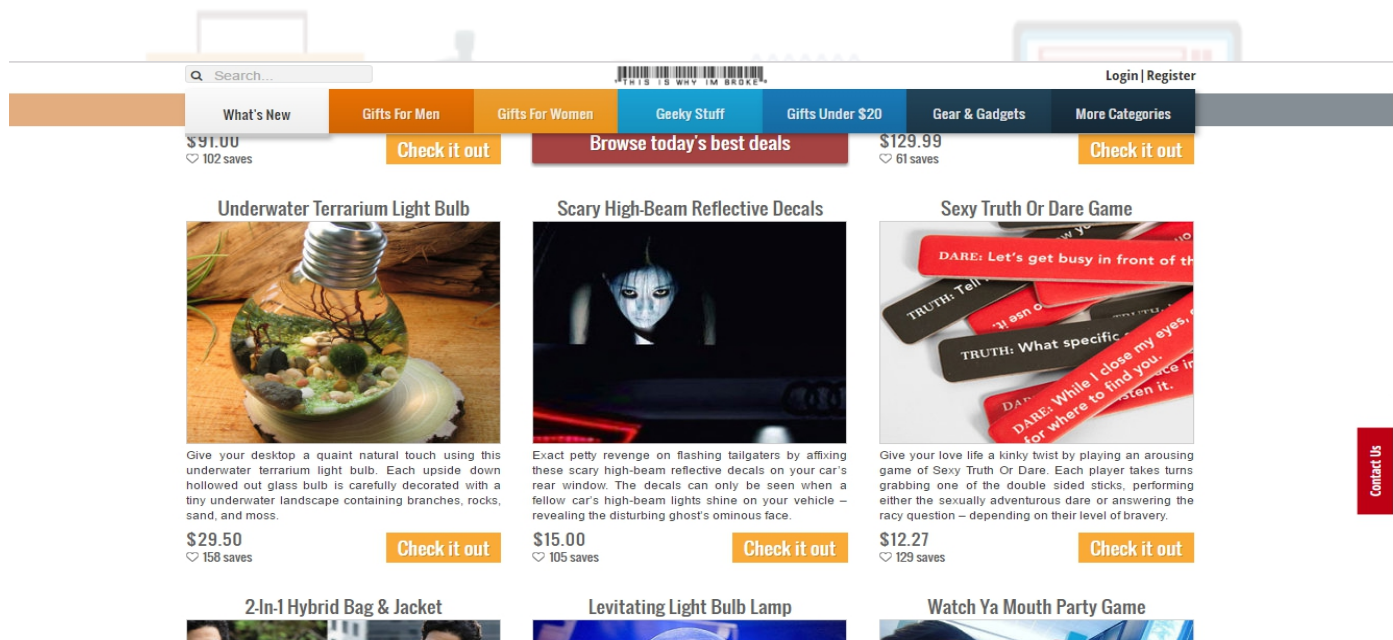 Search...
THIS IS WHY IM BROKE
Login | Register
What's New
Gifts For Men
Gifts For Women
Geeky Stuff
Gifts Under $20
Gear & Gadgets
More Categories
$91.00
102 saves
Check it out
Browse today's best deals
$129.99
61 saves
Check it out
Underwater Terrarium Light Bulb
Give your desktop a quaint natural touch using this
underwater terrarium light bulb. Each upside down
hollowed out glass bulb is carefully decorated with a
tiny underwater landscape containing branches, rocks,
sand, and moss.
$29.50
158 saves
Check it out
Scary High-Beam Reflective Decals
Exact petty revenge on flashing tailgaters by affixing
these scary high-beam reflective decals on your car's
rear window. The decals can only be seen when a
fellow car's high-beam lights shine on your vehicle –
revealing the disturbing ghost's ominous face.
$15.00
105 saves
Check it out
Sexy Truth Or Dare Game
DARE: Let's get busy in front of th
TRUTH: Tell
TRUTH:
TRUTH: What specific
DARE: While I close my eyes,
for where to find you.
sten it.
Give your love life a kinky twist by playing an arousing
game of Sexy Truth Or Dare. Each player takes turns
grabbing one of the double sided sticks, performing
either the sexually adventurous dare or answering the
racy question – depending on their level of bravery.
$12.27
129 saves
Check it out
Contact Us
2-In-1 Hybrid Bag & Jacket
Levitating Light Bulb Lamp
Watch Ya Mouth Party Game